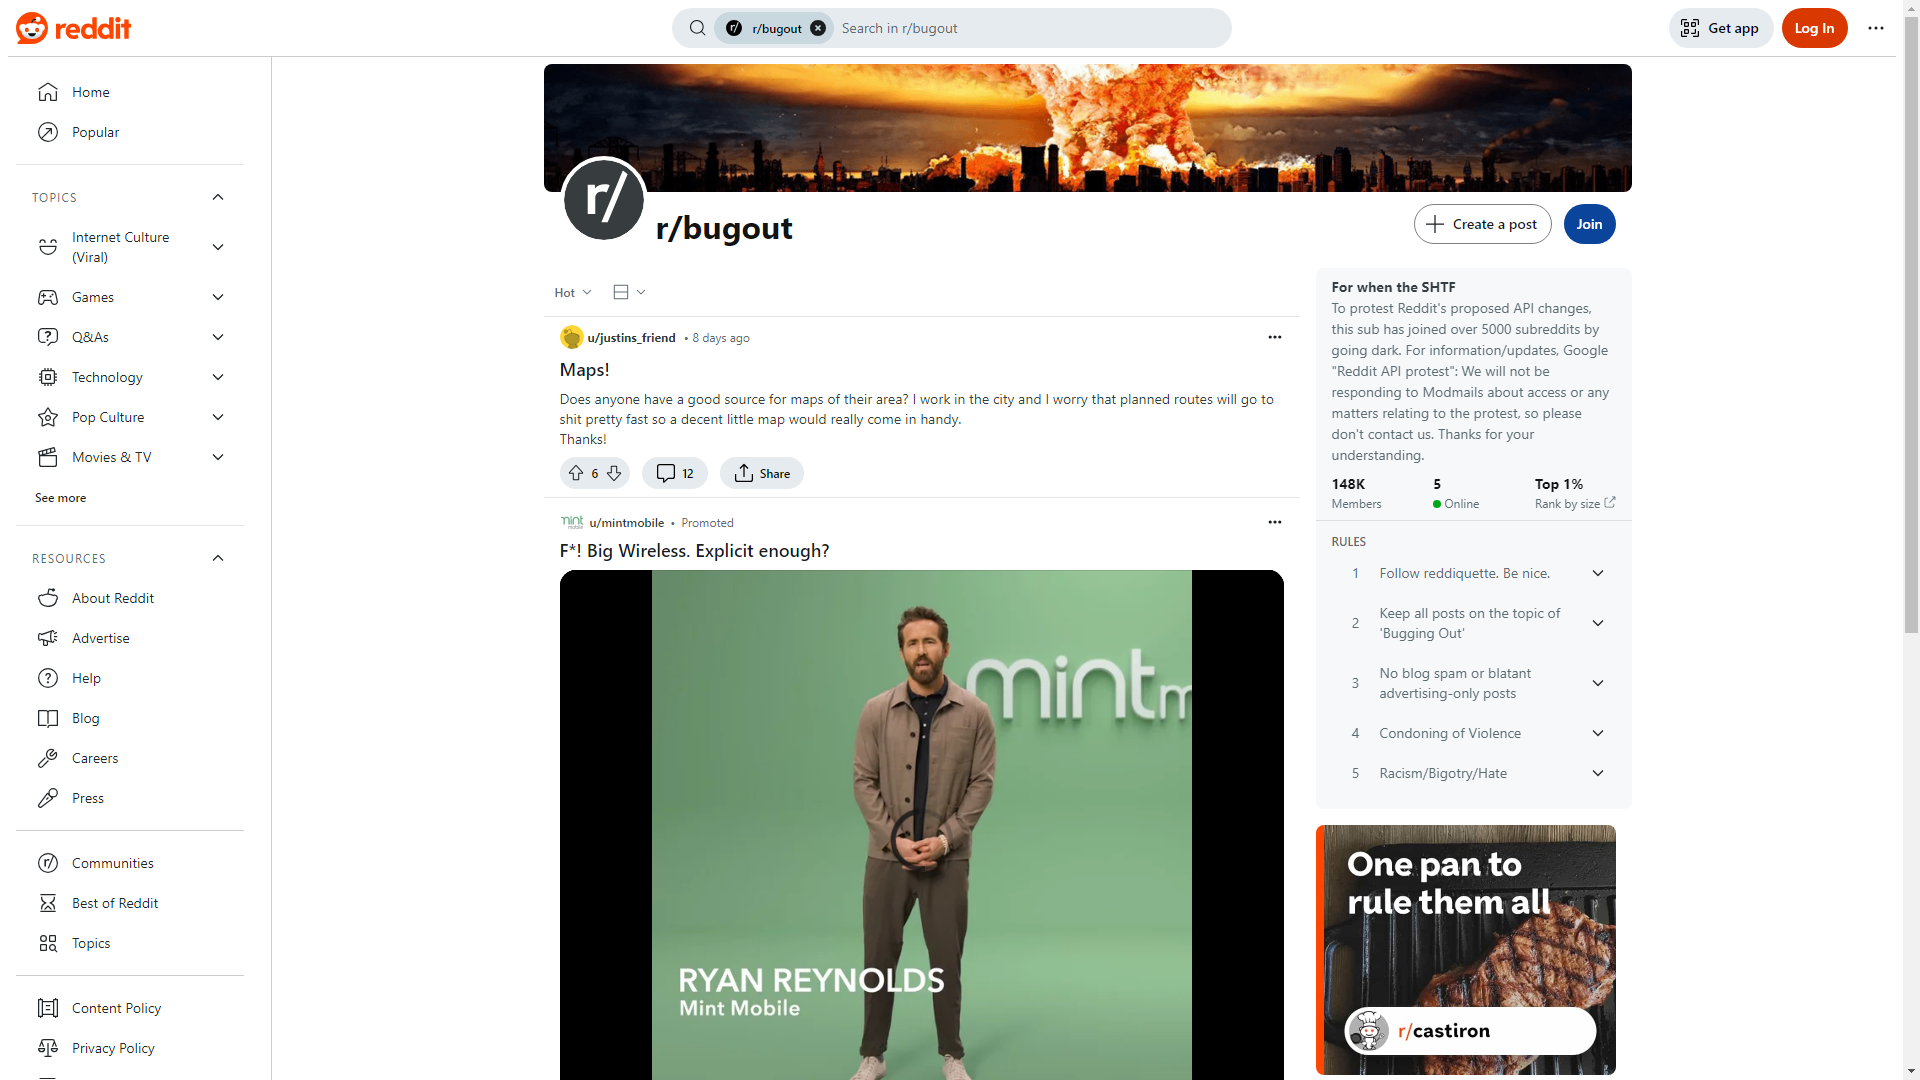 reddit
r/bugout
Search in r/bugout
Get app
Log In
Home
Popular
TOPICS
Internet Culture
(Viral)
Games
Q&As
Technology
Pop Culture
Movies & TV
See more
RESOURCES
About Reddit
Advertise
Help
Blog
Careers
Press
Communities
Best of Reddit
Topics
Content Policy
Privacy Policy
r/
r/bugout
Create a post
Join
Hot
u/justins_friend • 8 days ago
Maps!
Does anyone have a good source for maps of their area? I work in the city and I worry that planned routes will go to
shit pretty fast so a decent little map would really come in handy.
Thanks!
6
12
Share
mint
mobile
u/mintmobile • Promoted
F*! Big Wireless. Explicit enough?
mint m
RYAN REYNOLDS
Mint Mobile
For when the SHTF
To protest Reddit's proposed API changes,
this sub has joined over 5000 subreddits by
going dark. For information/updates, Google
"Reddit API protest": We will not be
responding to Modmails about access or any
matters relating to the protest, so please
don't contact us. Thanks for your
understanding.
148K
Members
5
Online
Top 1%
Rank by size
RULES
1 Follow reddiquette. Be nice.
2 Keep all posts on the topic of
'Bugging Out'
3 No blog spam or blatant
advertising-only posts
4 Condoning of Violence
5 Racism/Bigotry/Hate
One pan to
rule them all
r/castiron